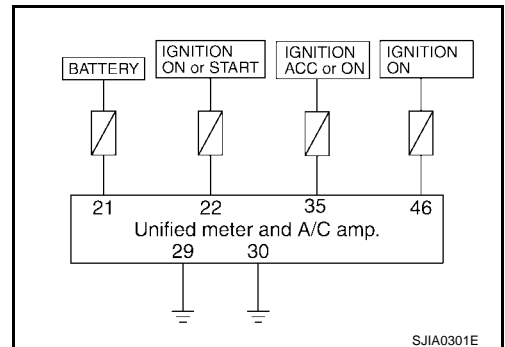 BATTERY
IGNITION
ON or START
IGNITION
ACC or ON
IGNITION
ON
21 22 35 46
Unified meter and A/C amp.
29 30
SJIA0301E